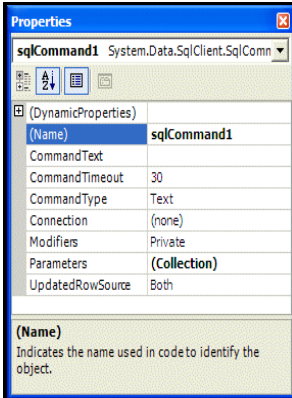 Properties
sqlCommand1 System.Data.SqlClient.SqlComm
(DynamicProperties)
(Name) sqlCommand1
CommandText
CommandTimeout 30
CommandType Text
Connection (none)
Modifiers Private
Parameters (Collection)
UpdatedRowSource Both
(Name)
Indicates the name used in code to identify the
object.